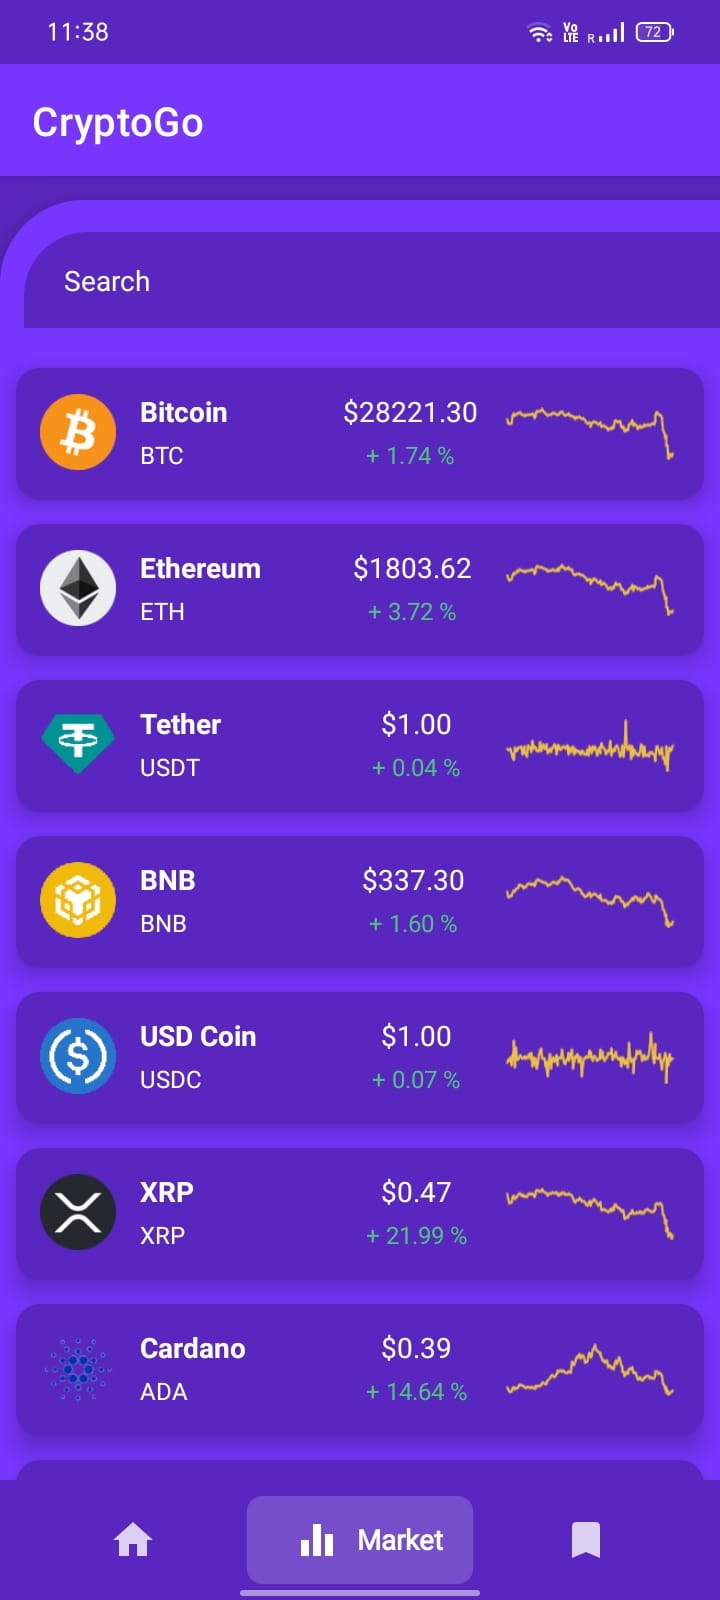 11:38
Vo
LTE
R
72
CryptoGo
Search
Bitcoin
$28221.30
BTC
+ 1.74 %
Ethereum
$1803.62
ETH
+ 3.72 %
Tether
$1.00
USDT
+ 0.04 %
BNB
$337.30
BNB
+ 1.60 %
USD Coin
$1.00
USDC
+ 0.07 %
XRP
$0.47
XRP
+ 21.99 %
Cardano
$0.39
ADA
+ 14.64 %
Market